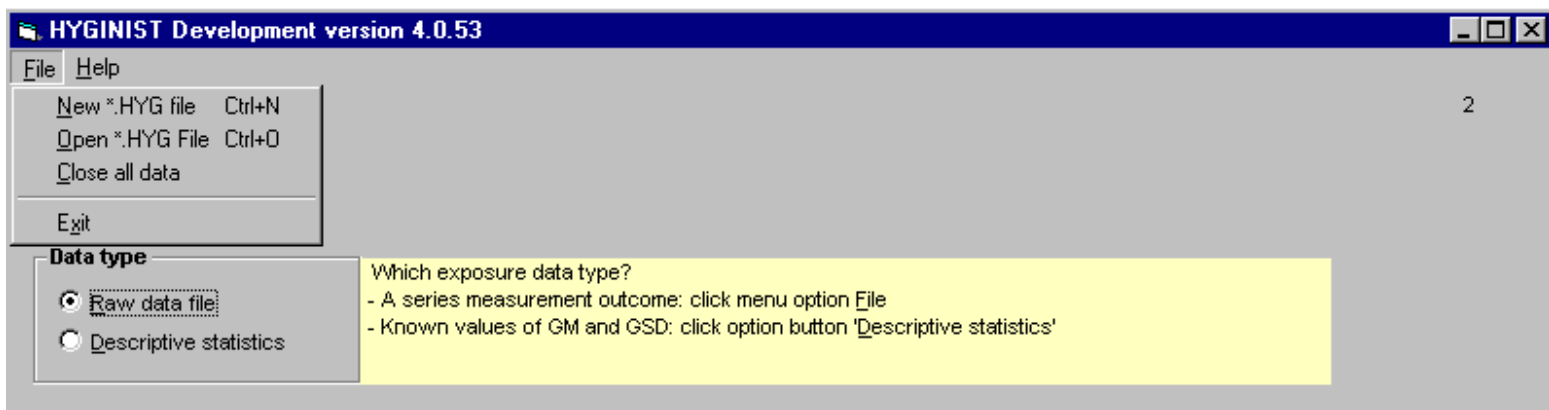 HYGINIST Development version 4.0.53
File Help
New *.HYG file Ctrl+N
2
Open *.HYG File Ctrl+O
Close all data
Exit
Data type
Raw data file
Descriptive statistics
Which exposure data type?
- A series measurement outcome: click menu option File
- Known values of GM and GSD: click option button 'Descriptive statistics'